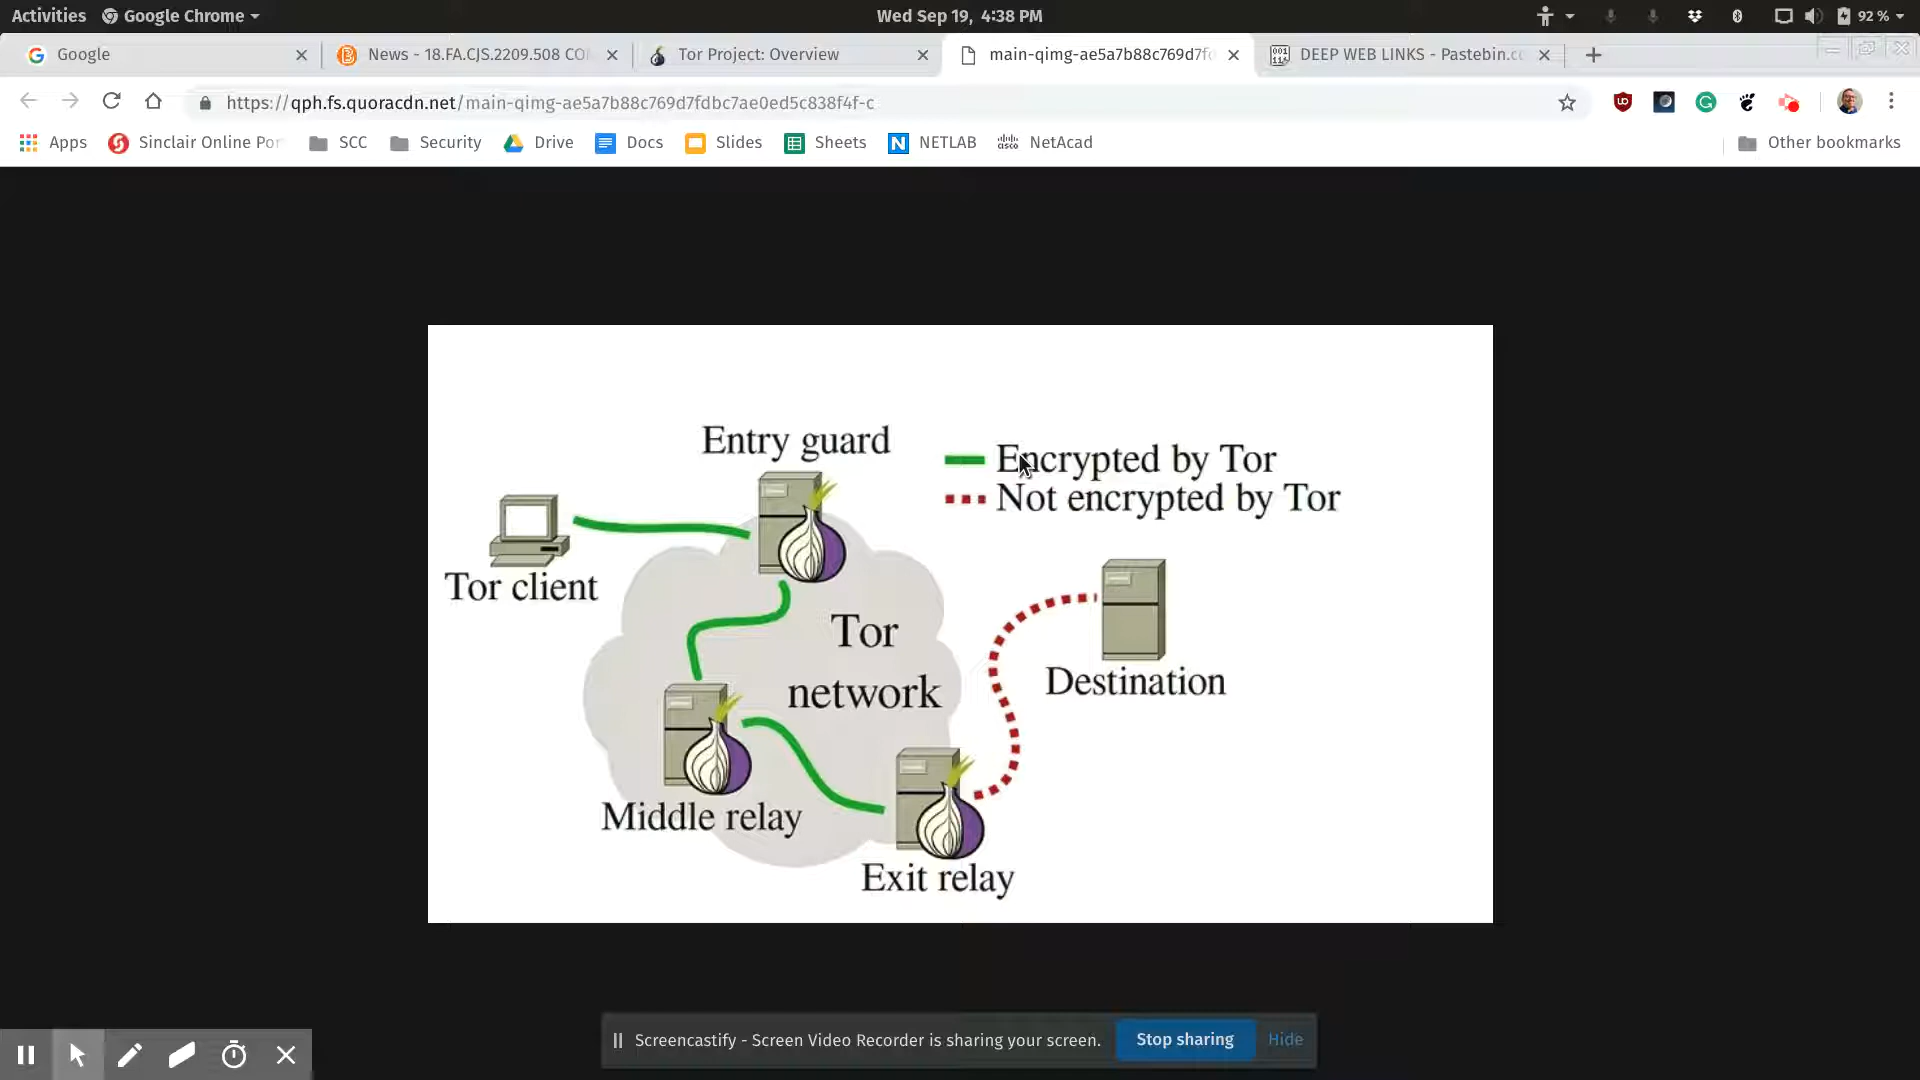 Activities Google Chrome Wed Sep 19, 4:38 PM 92 %
Google News - 18.FA.CJS.2209.508 CO Tor Project: Overview main-qimg-ae5a7b88c769d7f DEEP WEB LINKS - Pastebin.c
https://qph.fs.quoracdn.net/main-qimg-ae5a7b88c769d7fdbc7ae0ed5c838f4f-c
Apps Sinclair Online Por SCC Security Drive Docs Slides Sheets NETLAB NetAcad Other bookmarks
Entry guard
Encrypted by Tor
Not encrypted by Tor
Tor client
Tor
network
Destination
Middle relay
Exit relay
Screencastify - Screen Video Recorder is sharing your screen. Stop sharing Hide